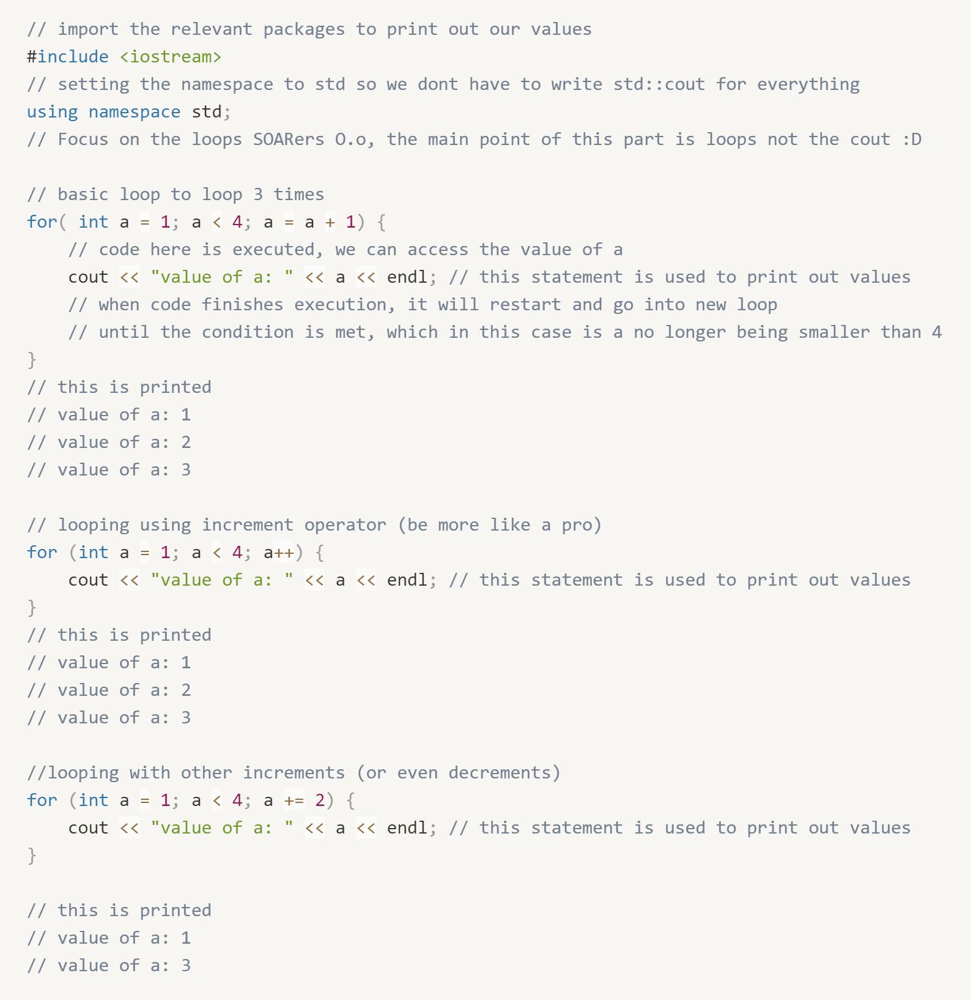 // import the relevant packages to print out our values
#include <iostream>
// setting the namespace to std so we dont have to write std::cout for everything
using namespace std;
// Focus on the loops SOARers O.o, the main point of this part is loops not the cout :D
// basic loop to loop 3 times
for( int a = 1; a < 4; a = a + 1) {
    // code here is executed, we can access the value of a
    cout << "value of a: " << a << endl; // this statement is used to print out values
    // when code finishes execution, it will restart and go into new loop
    // until the condition is met, which in this case is a no longer being smaller than 4
}
// this is printed
// value of a: 1
// value of a: 2
// value of a: 3
// looping using increment operator (be more like a pro)
for (int a = 1; a < 4; a++) {
    cout << "value of a: " << a << endl; // this statement is used to print out values
}
// this is printed
// value of a: 1
// value of a: 2
// value of a: 3
//looping with other increments (or even decrements)
for (int a = 1; a < 4; a += 2) {
    cout << "value of a: " << a << endl; // this statement is used to print out values
}
// this is printed
// value of a: 1
// value of a: 3